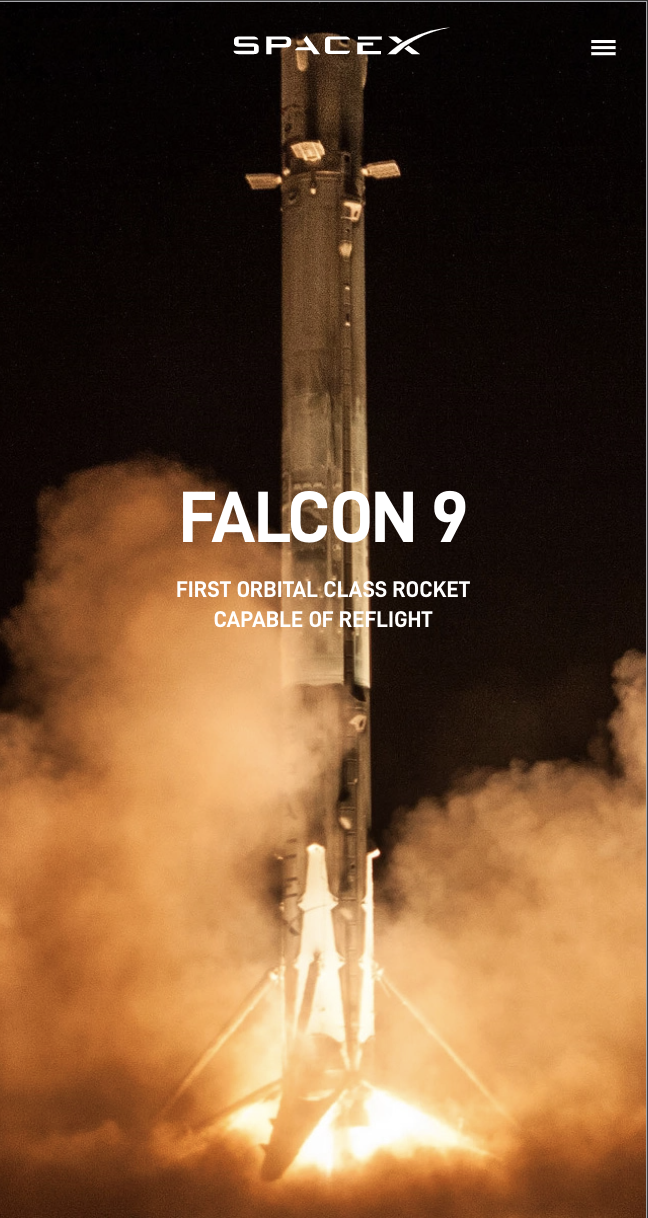 SPACEX
FALCON 9
FIRST ORBITAL CLASS ROCKET
CAPABLE OF REFLIGHT